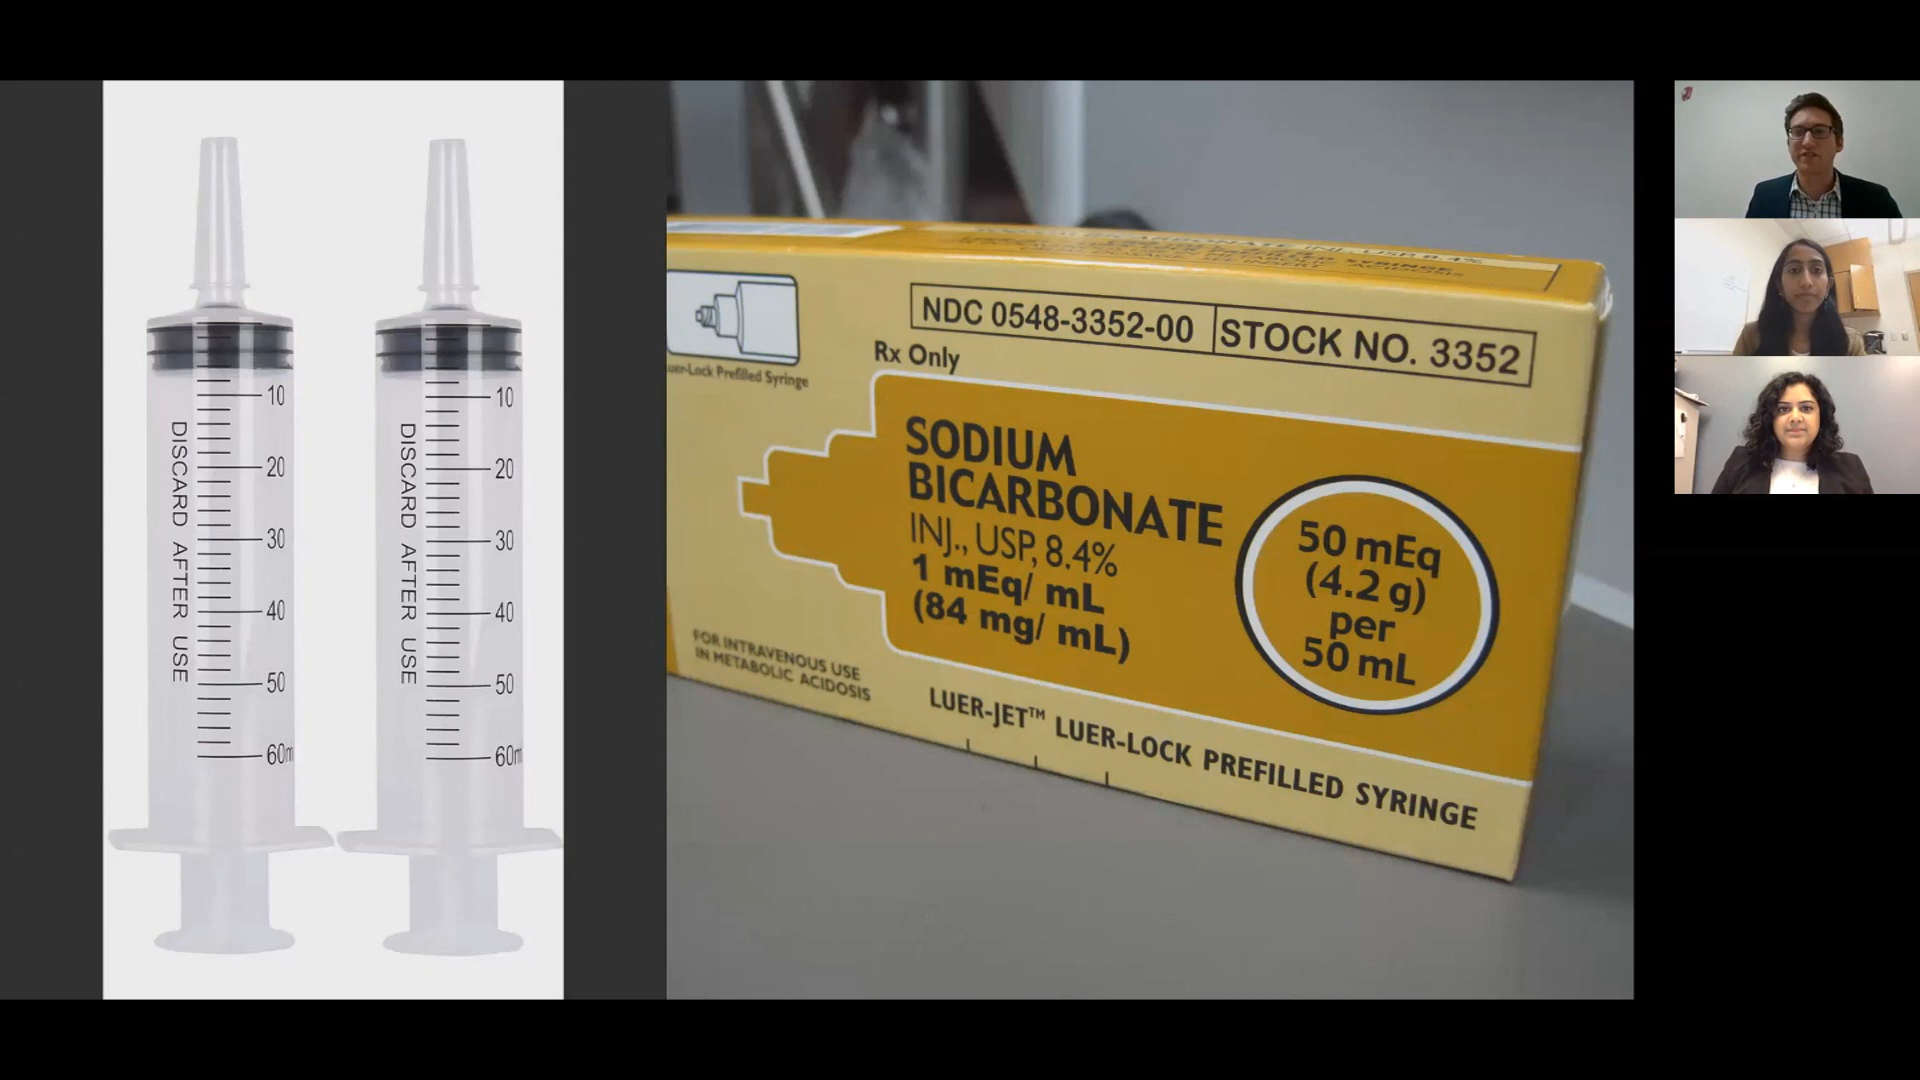 10
20
30
40
50
60m
DISCARD AFTER USE
10
20
30
40
50
60m
DISCARD AFTER USE
NDC 0548-3352-00 STOCK NO. 3352
Rx Only
Luer-Lock Prefilled Syringe
SODIUM
BICARBONATE
INJ., USP, 8.4%
1 mEq/ mL
(84 mg/ mL)
50 mEq
(4.2 g)
per
50 mL
FOR INTRAVENOUS USE
IN METABOLIC ACIDOSIS
LUER-JET™ LUER-LOCK PREFILLED SYRINGE